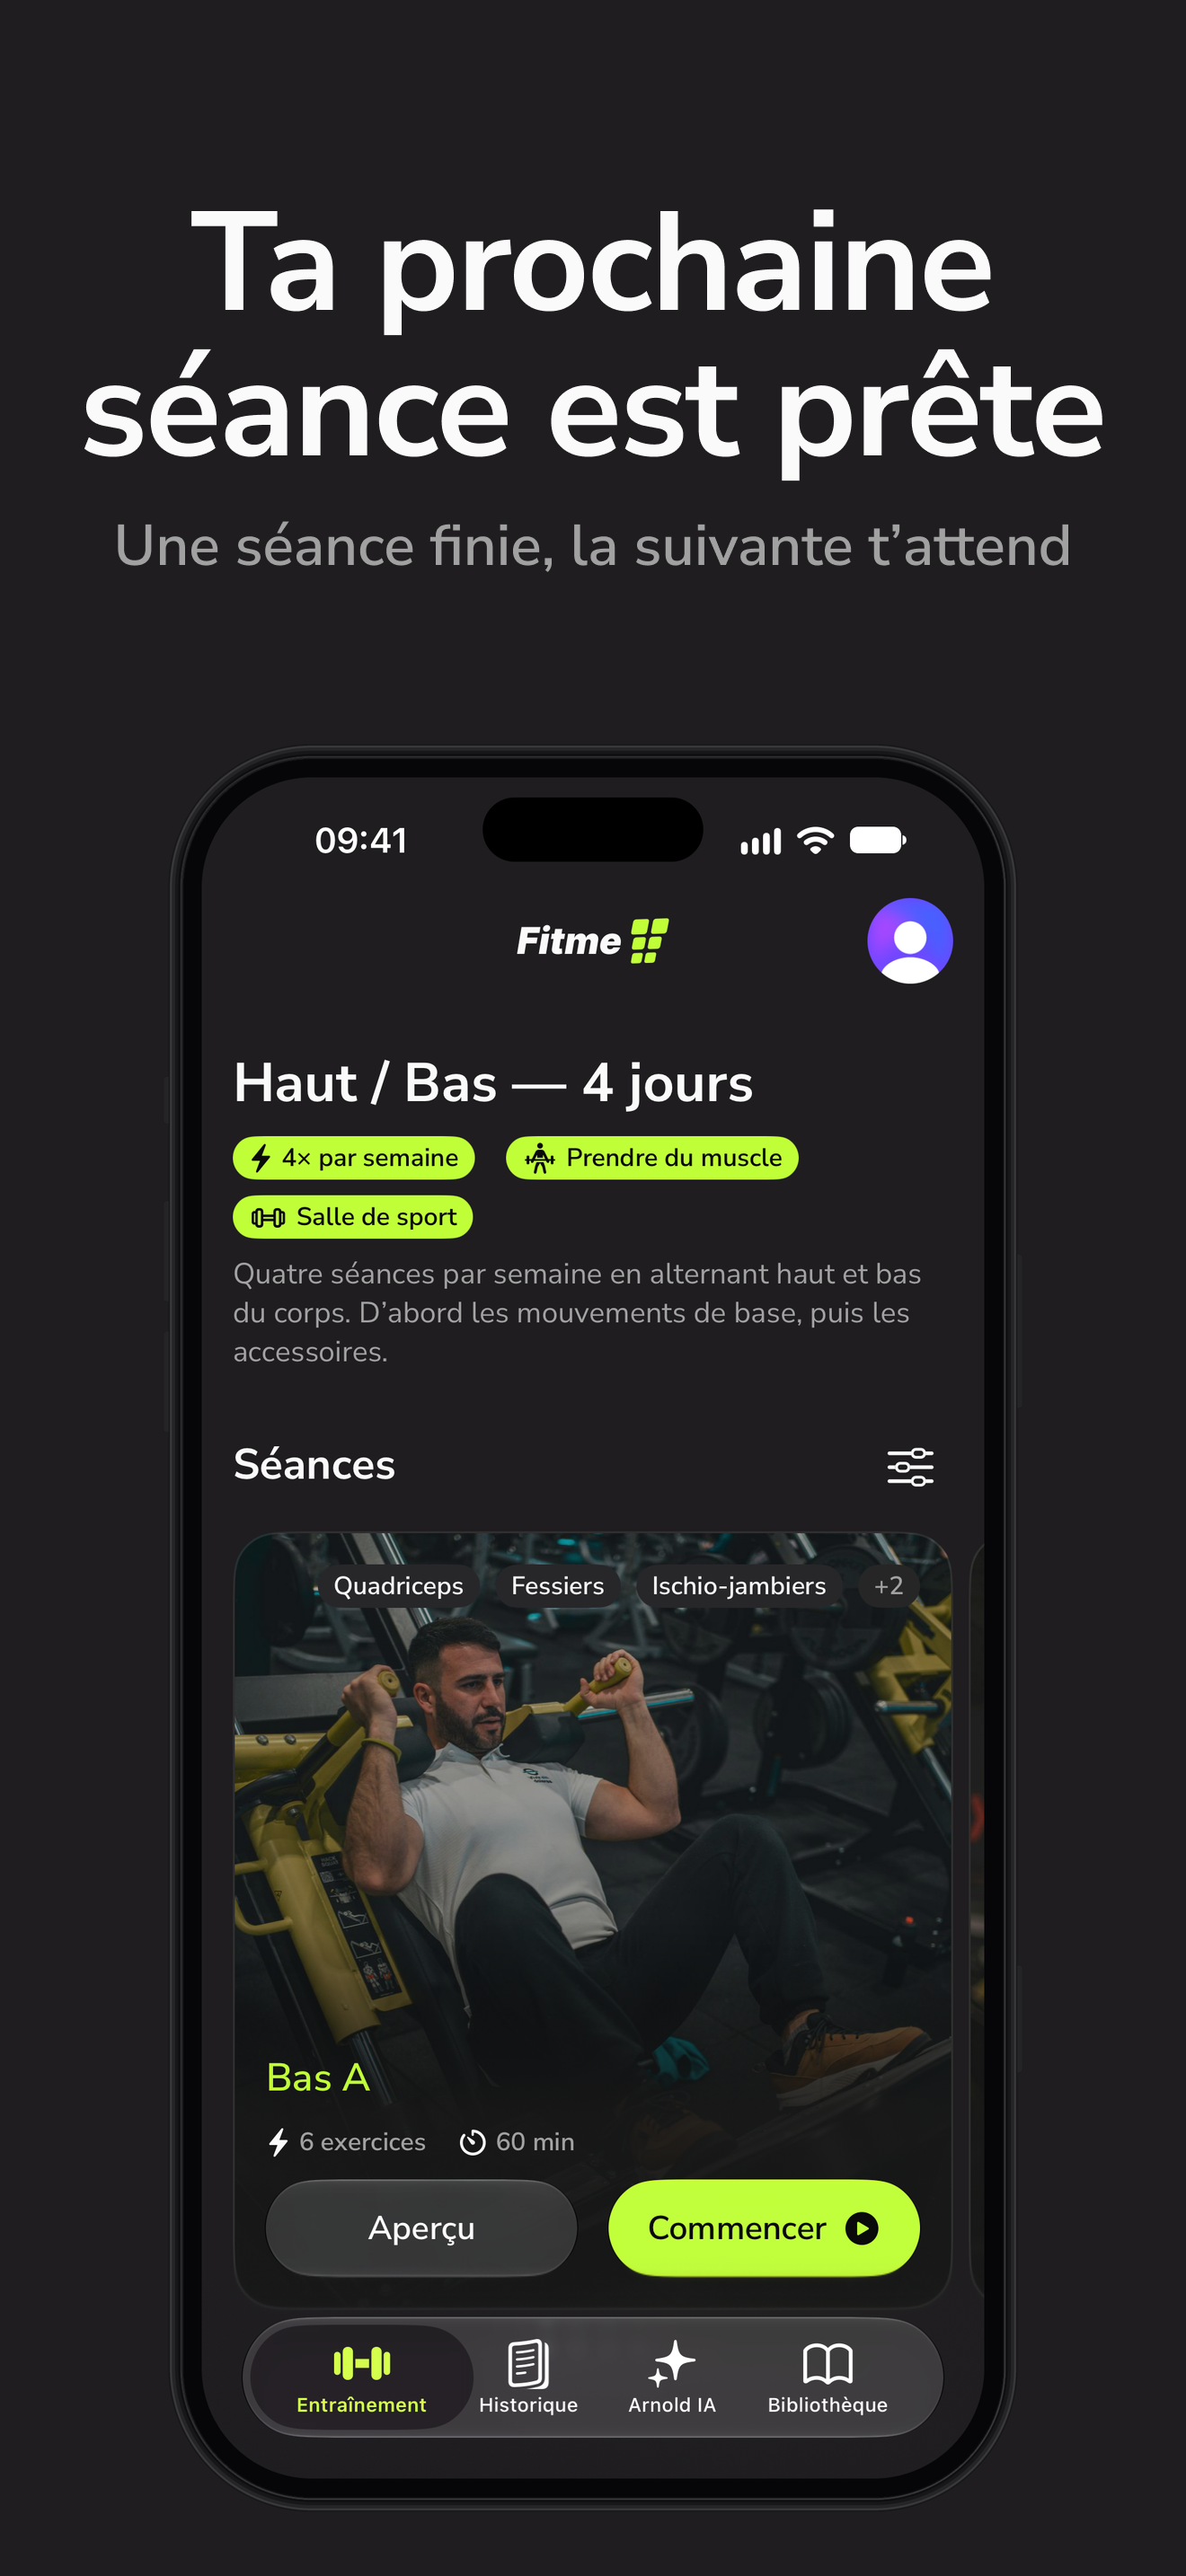 Ta prochaine
séance est prête
Une séance finie, la suivante t’attend
09:41
Fitme
Haut / Bas — 4 jours
4× par semaine
Prendre du muscle
Salle de sport
Quatre séances par semaine en alternant haut et bas
du corps. D’abord les mouvements de base, puis les
accessoires.
Séances
Quadriceps
Fessiers
Ischio-jambiers
+2
Bas A
6 exercices
60 min
Aperçu
Commencer
Entraînement
Historique
Arnold IA
Bibliothèque